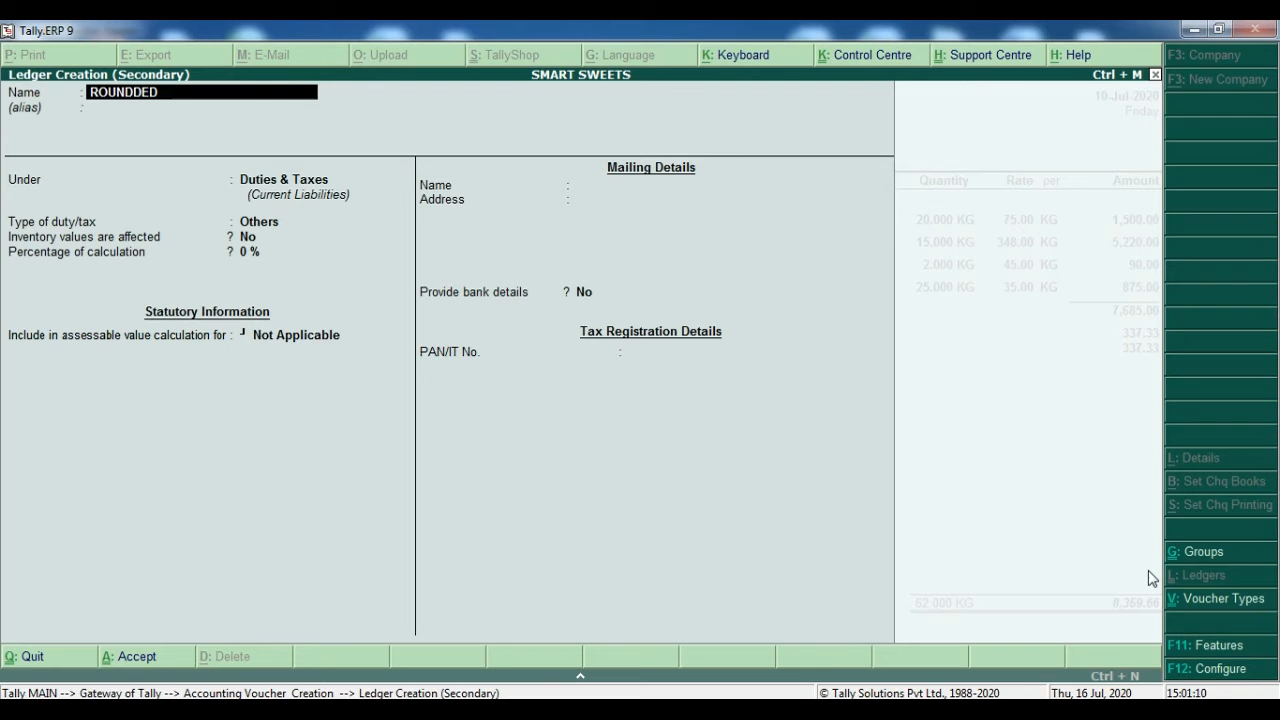 Tally.ERP 9
P: Print E: Export M: E-Mail O: Upload S: TallyShop G: Language K: Keyboard K: Control Centre H: Support Centre H: Help F3: Company
Ledger Creation (Secondary) SMART SWEETS Ctrl + M F3: New Company
Name : ROUNDDED
(alias) :
10-Jul-2020
Friday
Mailing Details
Under : Duties & Taxes
(Current Liabilities)
Name :
Address :
Quantity Rate per Amount
Type of duty/tax : Others
Inventory values are affected ? No
Percentage of calculation ? 0 %
20.000 KG 75.00 KG 1,500.00
15.000 KG 348.00 KG 5,220.00
2.000 KG 45.00 KG 90.00
25.000 KG 35.00 KG 875.00
7,685.00
337.33
337.33
Provide bank details ? No
Statutory Information
Include in assessable value calculation for : ┘ Not Applicable
Tax Registration Details
PAN/IT No. :
L: Details
B: Set Chq Books
S: Set Chq Printing
G: Groups
L: Ledgers
V: Voucher Types
62.000 KG 8,359.66
F11: Features
F12: Configure
Q: Quit A: Accept D: Delete
Ctrl + N
Tally MAIN --> Gateway of Tally --> Accounting Voucher Creation --> Ledger Creation (Secondary) © Tally Solutions Pvt Ltd., 1988-2020 Thu, 16 Jul, 2020 15:01:10